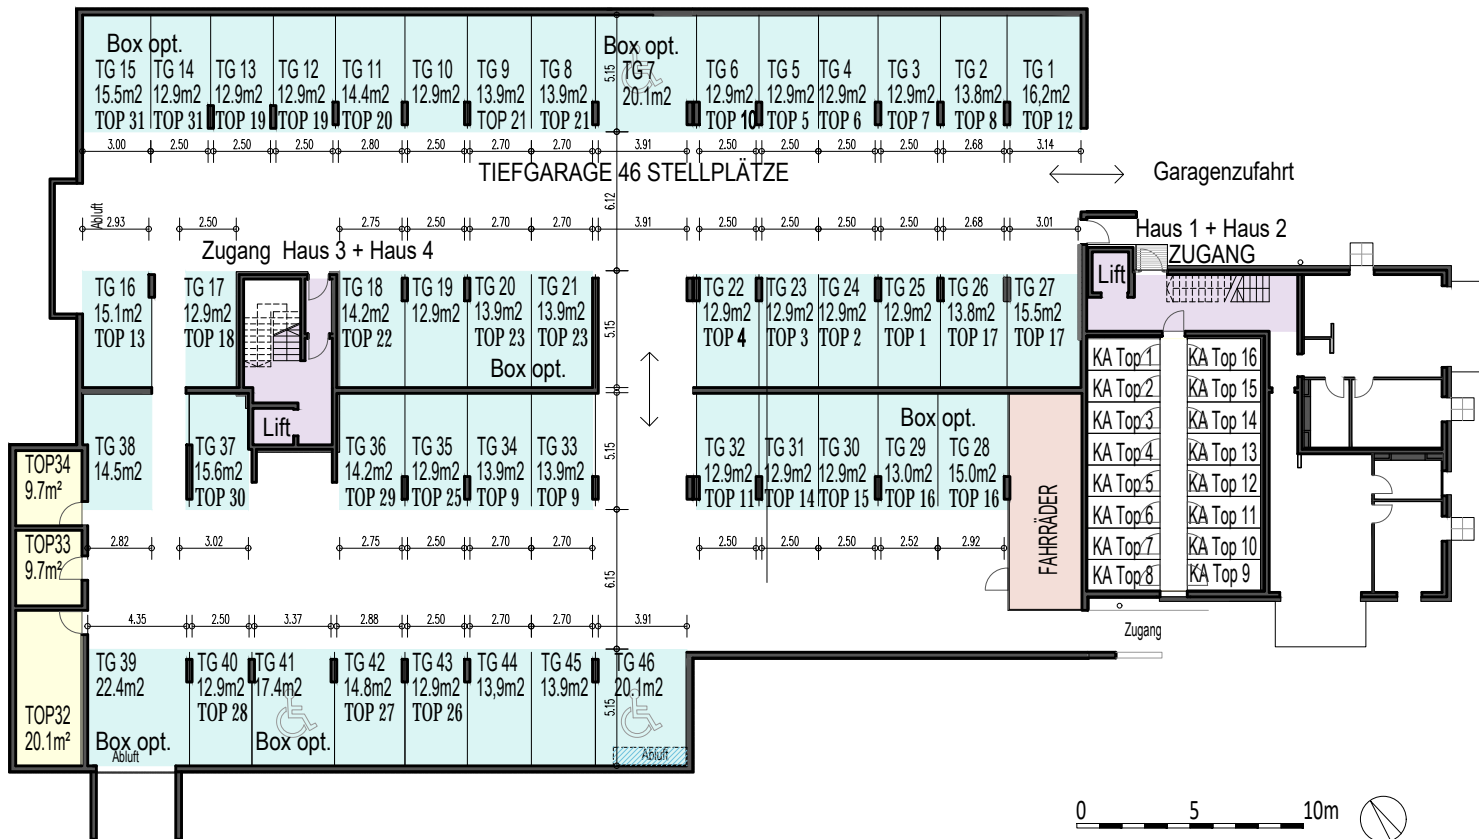 Box opt.
Box opt.
TG 15
15.5m2
TOP 31
TG 14
12.9m2
TOP 31
TG 13
12.9m2
TOP 19
TG 12
12.9m2
TOP 19
TG 11
14.4m2
TOP 20
TG 10
12.9m2
TG 9
13.9m2
TOP 21
TG 8
13.9m2
TOP 21
5.15
TG 7
20.1m2
TG 6
12.9m2
TOP 10
TG 5
12.9m2
TOP 5
TG 4
12.9m2
TOP 6
TG 3
12.9m2
TOP 7
TG 2
13.8m2
TOP 8
TG 1
16,2m2
TOP 12
3.00 2.50 2.50 2.50 2.80 2.50 2.70 2.70 3.91 2.50 2.50 2.50 2.50 2.68 3.14
TIEFGARAGE 46 STELLPLÄTZE
Garagenzufahrt
6.12
Abluft
2.93 2.50 2.75 2.50 2.70 2.70 3.91 2.50 2.50 2.50 2.50 2.68 3.01
Zugang Haus 3 + Haus 4
Haus 1 + Haus 2
ZUGANG
Lift
TG 16
15.1m2
TOP 13
TG 17
12.9m2
TOP 18
TG 18
14.2m2
TOP 22
TG 19
12.9m2
TG 20
13.9m2
TOP 23
TG 21
13.9m2
TOP 23
Box opt.
5.15
TG 22
12.9m2
TOP 4
TG 23
12.9m2
TOP 3
TG 24
12.9m2
TOP 2
TG 25
12.9m2
TOP 1
TG 26
13.8m2
TOP 17
TG 27
15.5m2
TOP 17
KA Top 1 KA Top 16
KA Top 2 KA Top 15
KA Top 3 KA Top 14
KA Top 4 KA Top 13
KA Top 5 KA Top 12
KA Top 6 KA Top 11
KA Top 7 KA Top 10
KA Top 8 KA Top 9
Lift
Box opt.
TG 38
14.5m2
TG 37
15.6m2
TOP 30
TG 36
14.2m2
TOP 29
TG 35
12.9m2
TOP 25
TG 34
13.9m2
TOP 9
TG 33
13.9m2
TOP 9
5.15
TG 32
12.9m2
TOP 11
TG 31
12.9m2
TOP 14
TG 30
12.9m2
TOP 15
TG 29
13.0m2
TOP 16
TG 28
15.0m2
TOP 16
FAHRRÄDER
TOP34
9.7m²
TOP33
9.7m²
2.82 3.02 2.75 2.50 2.70 2.70 2.50 2.50 2.50 2.52 2.92
6.15
4.35 2.50 3.37 2.88 2.50 2.70 2.70 3.91
Zugang
TOP32
20.1m²
TG 39
22.4m2
Box opt.
Abluft
TG 40
12.9m2
TOP 28
TG 41
17.4m2
Box opt.
TG 42
14.8m2
TOP 27
TG 43
12.9m2
TOP 26
TG 44
13,9m2
TG 45
13.9m2
5.15
TG 46
20.1m2
Abluft
0 5 10m